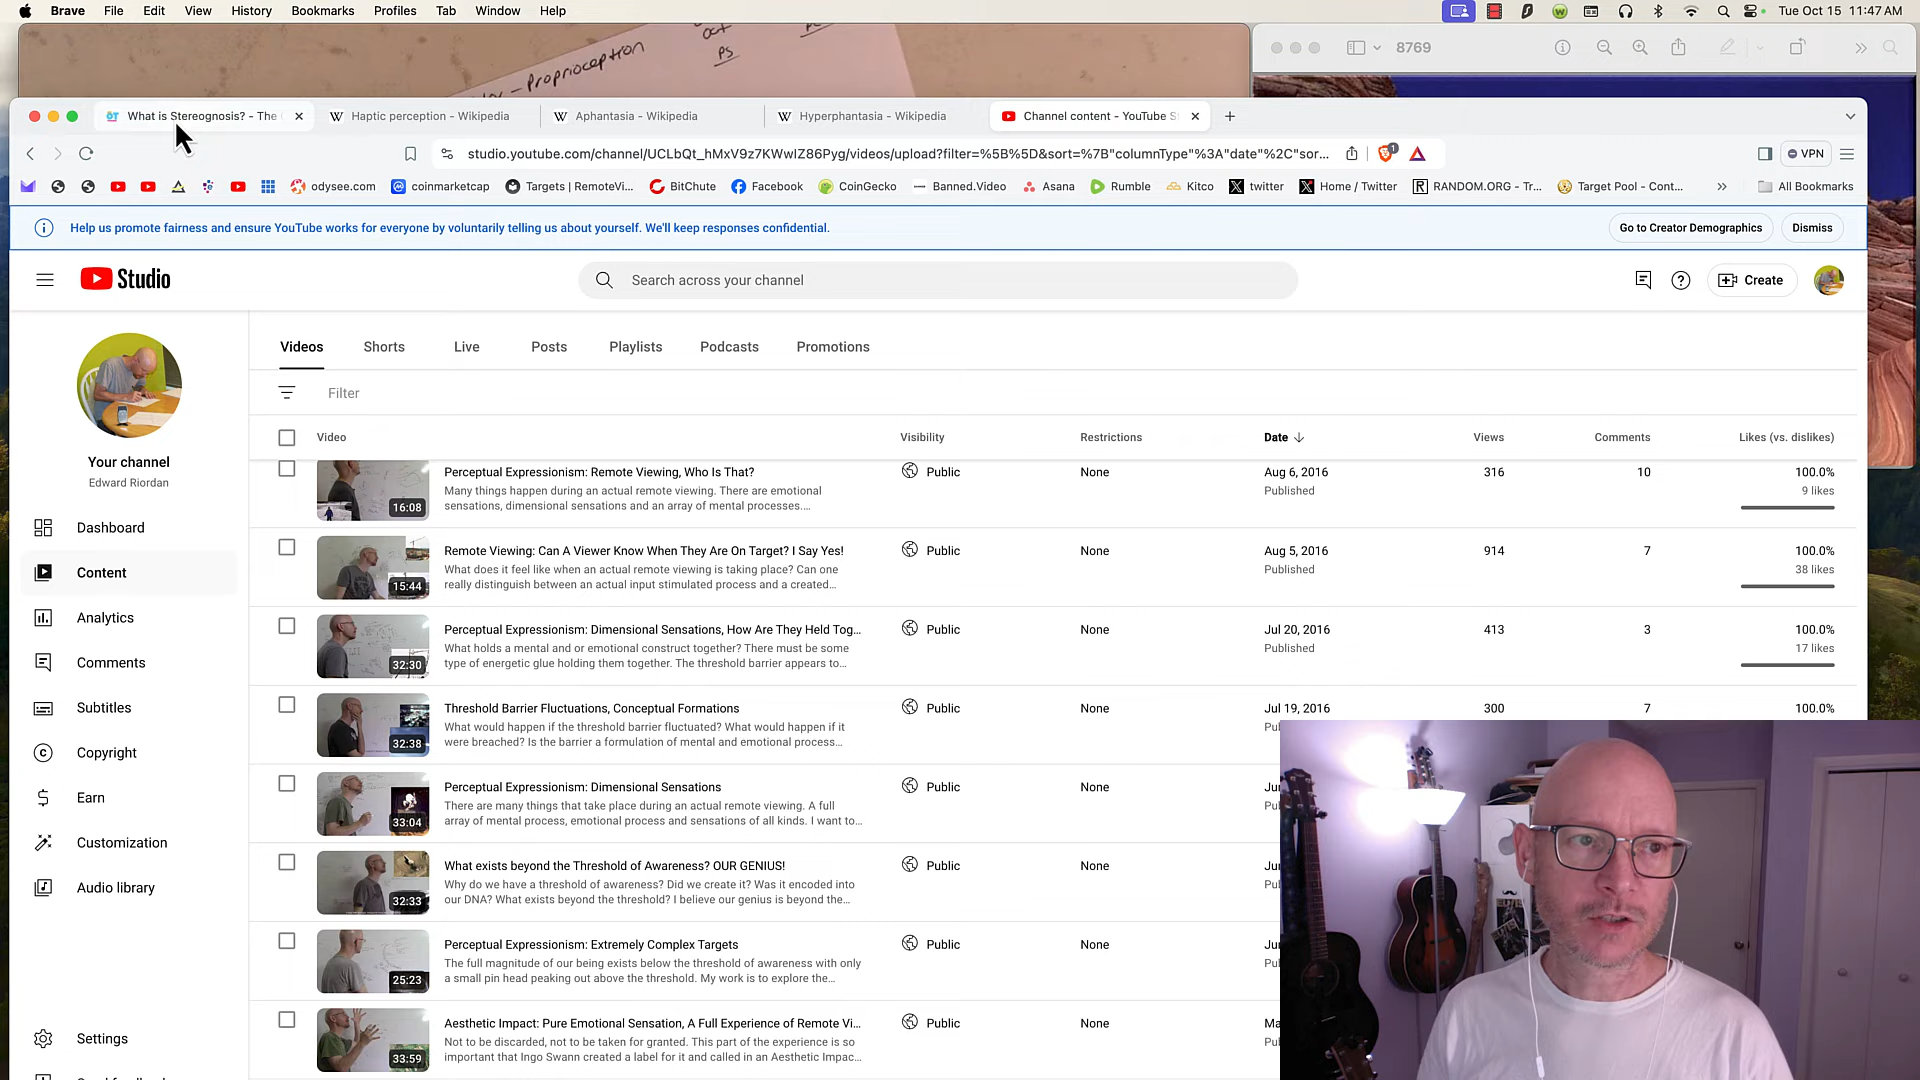 Brave File Edit View History Bookmarks Profiles Tab Window Help Tue Oct 15 11:47 AM
Proprioception
PS
8769
What is Stereognosis? - The
Haptic perception - Wikipedia
Aphantasia - Wikipedia
Hyperphantasia - Wikipedia
Channel content - YouTube S
studio.youtube.com/channel/UCLbQt_hMxV9z7KWwIZ86Pyg/videos/upload?filter=%5B%5D&sort=%7B"columnType"%3A"date"%2C"sor...
1
VPN
odysee.com coinmarketcap Targets | RemoteVi... BitChute Facebook CoinGecko Banned.Video Asana Rumble Kitco twitter Home / Twitter RANDOM.ORG - Tr... Target Pool - Cont... All Bookmarks
Help us promote fairness and ensure YouTube works for everyone by voluntarily telling us about yourself. We'll keep responses confidential.
Go to Creator Demographics
Dismiss
Studio
Search across your channel
Create
Your channel
Edward Riordan
Dashboard
Content
Analytics
Comments
Subtitles
Copyright
Earn
Customization
Audio library
Settings
Videos Shorts Live Posts Playlists Podcasts Promotions
Filter
Video Visibility Restrictions Date Views Comments Likes (vs. dislikes)
16:08
Perceptual Expressionism: Remote Viewing, Who Is That?
Many things happen during an actual remote viewing. There are emotional
sensations, dimensional sensations and an array of mental processes....
Public None Aug 6, 2016 316 10 100.0%
Published 9 likes
15:44
Remote Viewing: Can A Viewer Know When They Are On Target? I Say Yes!
What does it feel like when an actual remote viewing is taking place? Can one
really distinguish between an actual input stimulated process and a created...
Public None Aug 5, 2016 914 7 100.0%
Published 38 likes
32:30
Perceptual Expressionism: Dimensional Sensations, How Are They Held Tog...
What holds a mental and or emotional construct together? There must be some
type of energetic glue holding them together. The threshold barrier appears to...
Public None Jul 20, 2016 413 3 100.0%
Published 17 likes
32:38
Threshold Barrier Fluctuations, Conceptual Formations
What would happen if the threshold barrier fluctuated? What would happen if it
were breached? Is the barrier a formulation of mental and emotional process...
Public None Jul 19, 2016 300 7 100.0%
Pu
33:04
Perceptual Expressionism: Dimensional Sensations
There are many things that take place during an actual remote viewing. A full
array of mental process, emotional process and sensations of all kinds. I want to...
Public None Ju
Pu
32:33
What exists beyond the Threshold of Awareness? OUR GENIUS!
Why do we have a threshold of awareness? Did we create it? Was it encoded into
our DNA? What exists beyond the threshold? I believe our genius is beyond the...
Public None Ju
Pu
25:23
Perceptual Expressionism: Extremely Complex Targets
The full magnitude of our being exists below the threshold of awareness with only
a small pin head peaking out above the threshold. My work is to explore the...
Public None Ju
Pu
33:59
Aesthetic Impact: Pure Emotional Sensation, A Full Experience of Remote Vi...
Not to be discarded, not to be taken for granted. This part of the experience is so
important that Ingo Swann created a label for it and called in an Aesthetic Impac...
Public None Ma
Pu